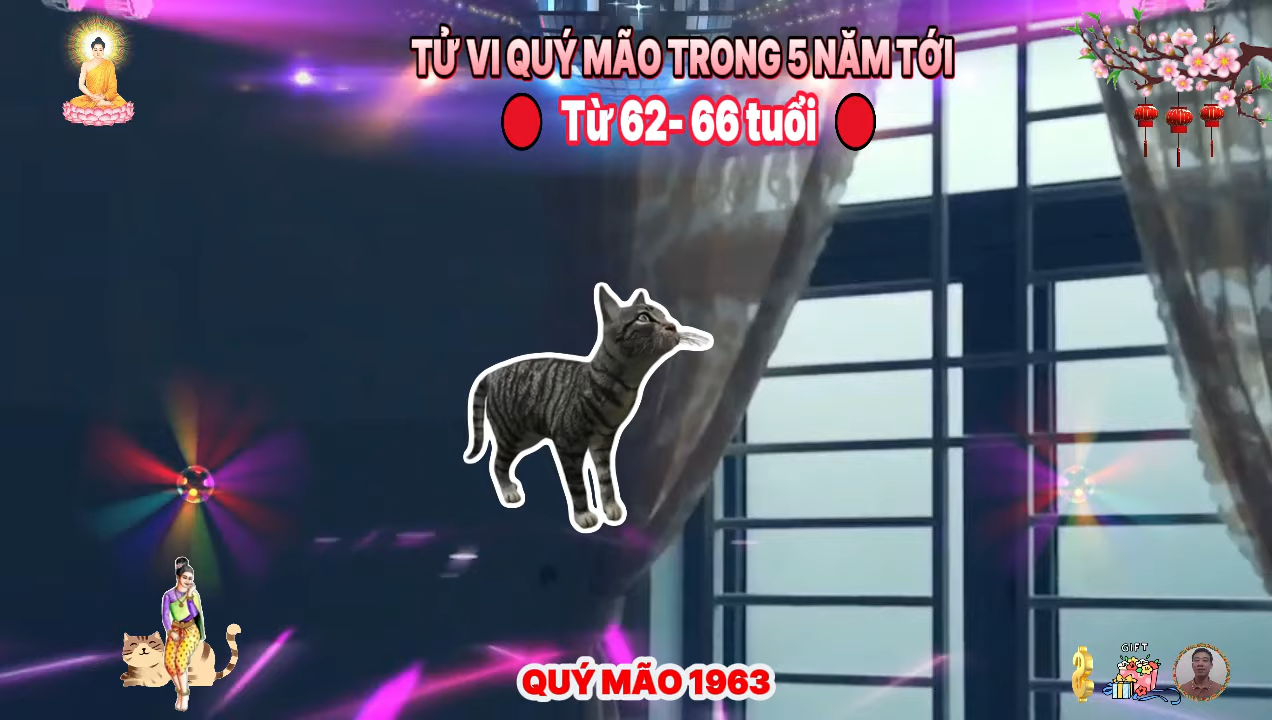 TỬ VI QUÝ MÃO TRONG 5 NĂM TỚI
Từ 62- 66 tuổi
QUÝ MÃO 1963
GIFT